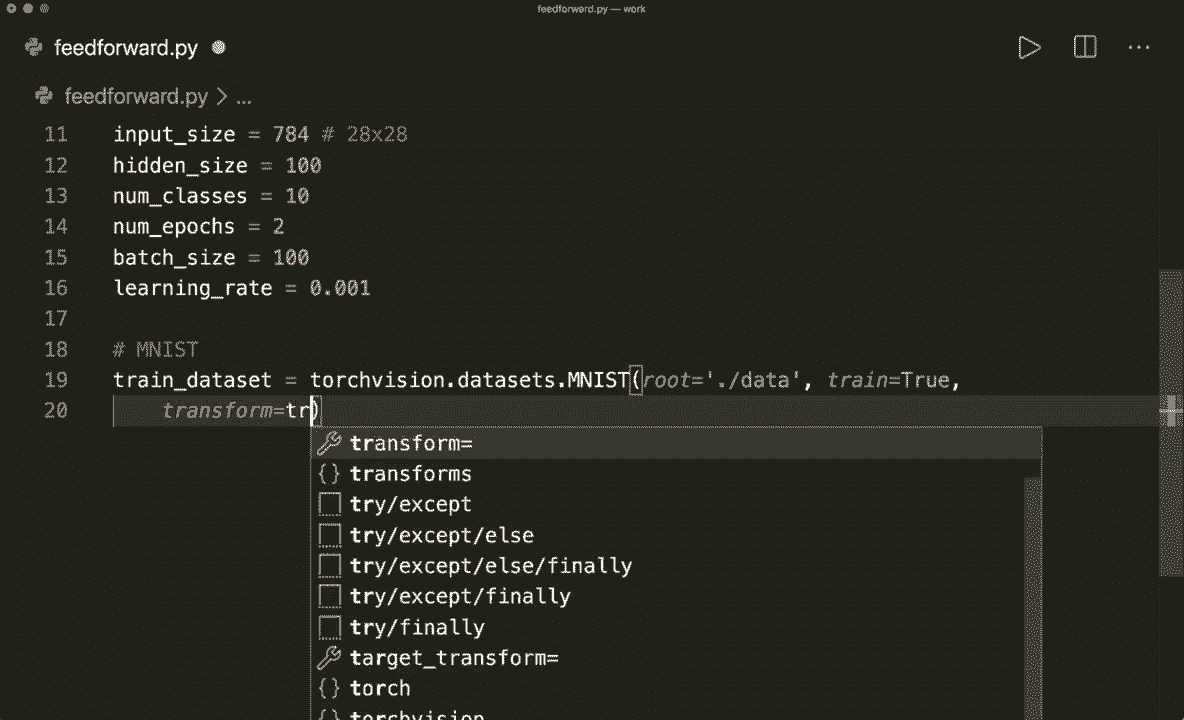 feedforward.py — work
feedforward.py
feedforward.py > ...
11 input_size = 784 # 28x28
12 hidden_size = 100
13 num_classes = 10
14 num_epochs = 2
15 batch_size = 100
16 learning_rate = 0.001
17
18 # MNIST
19 train_dataset = torchvision.datasets.MNIST(root='./data', train=True,
20 transform=tr)
transform=
{} transforms
try/except
try/except/else
try/except/else/finally
try/except/finally
try/finally
target_transform=
{} torch
{} torchvision